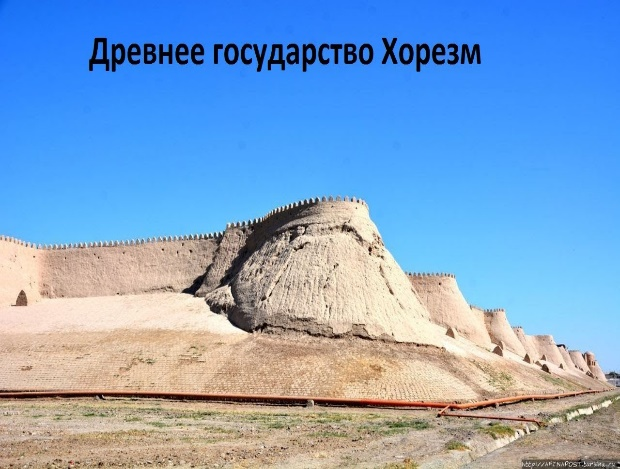 Древнее государство Хорезм